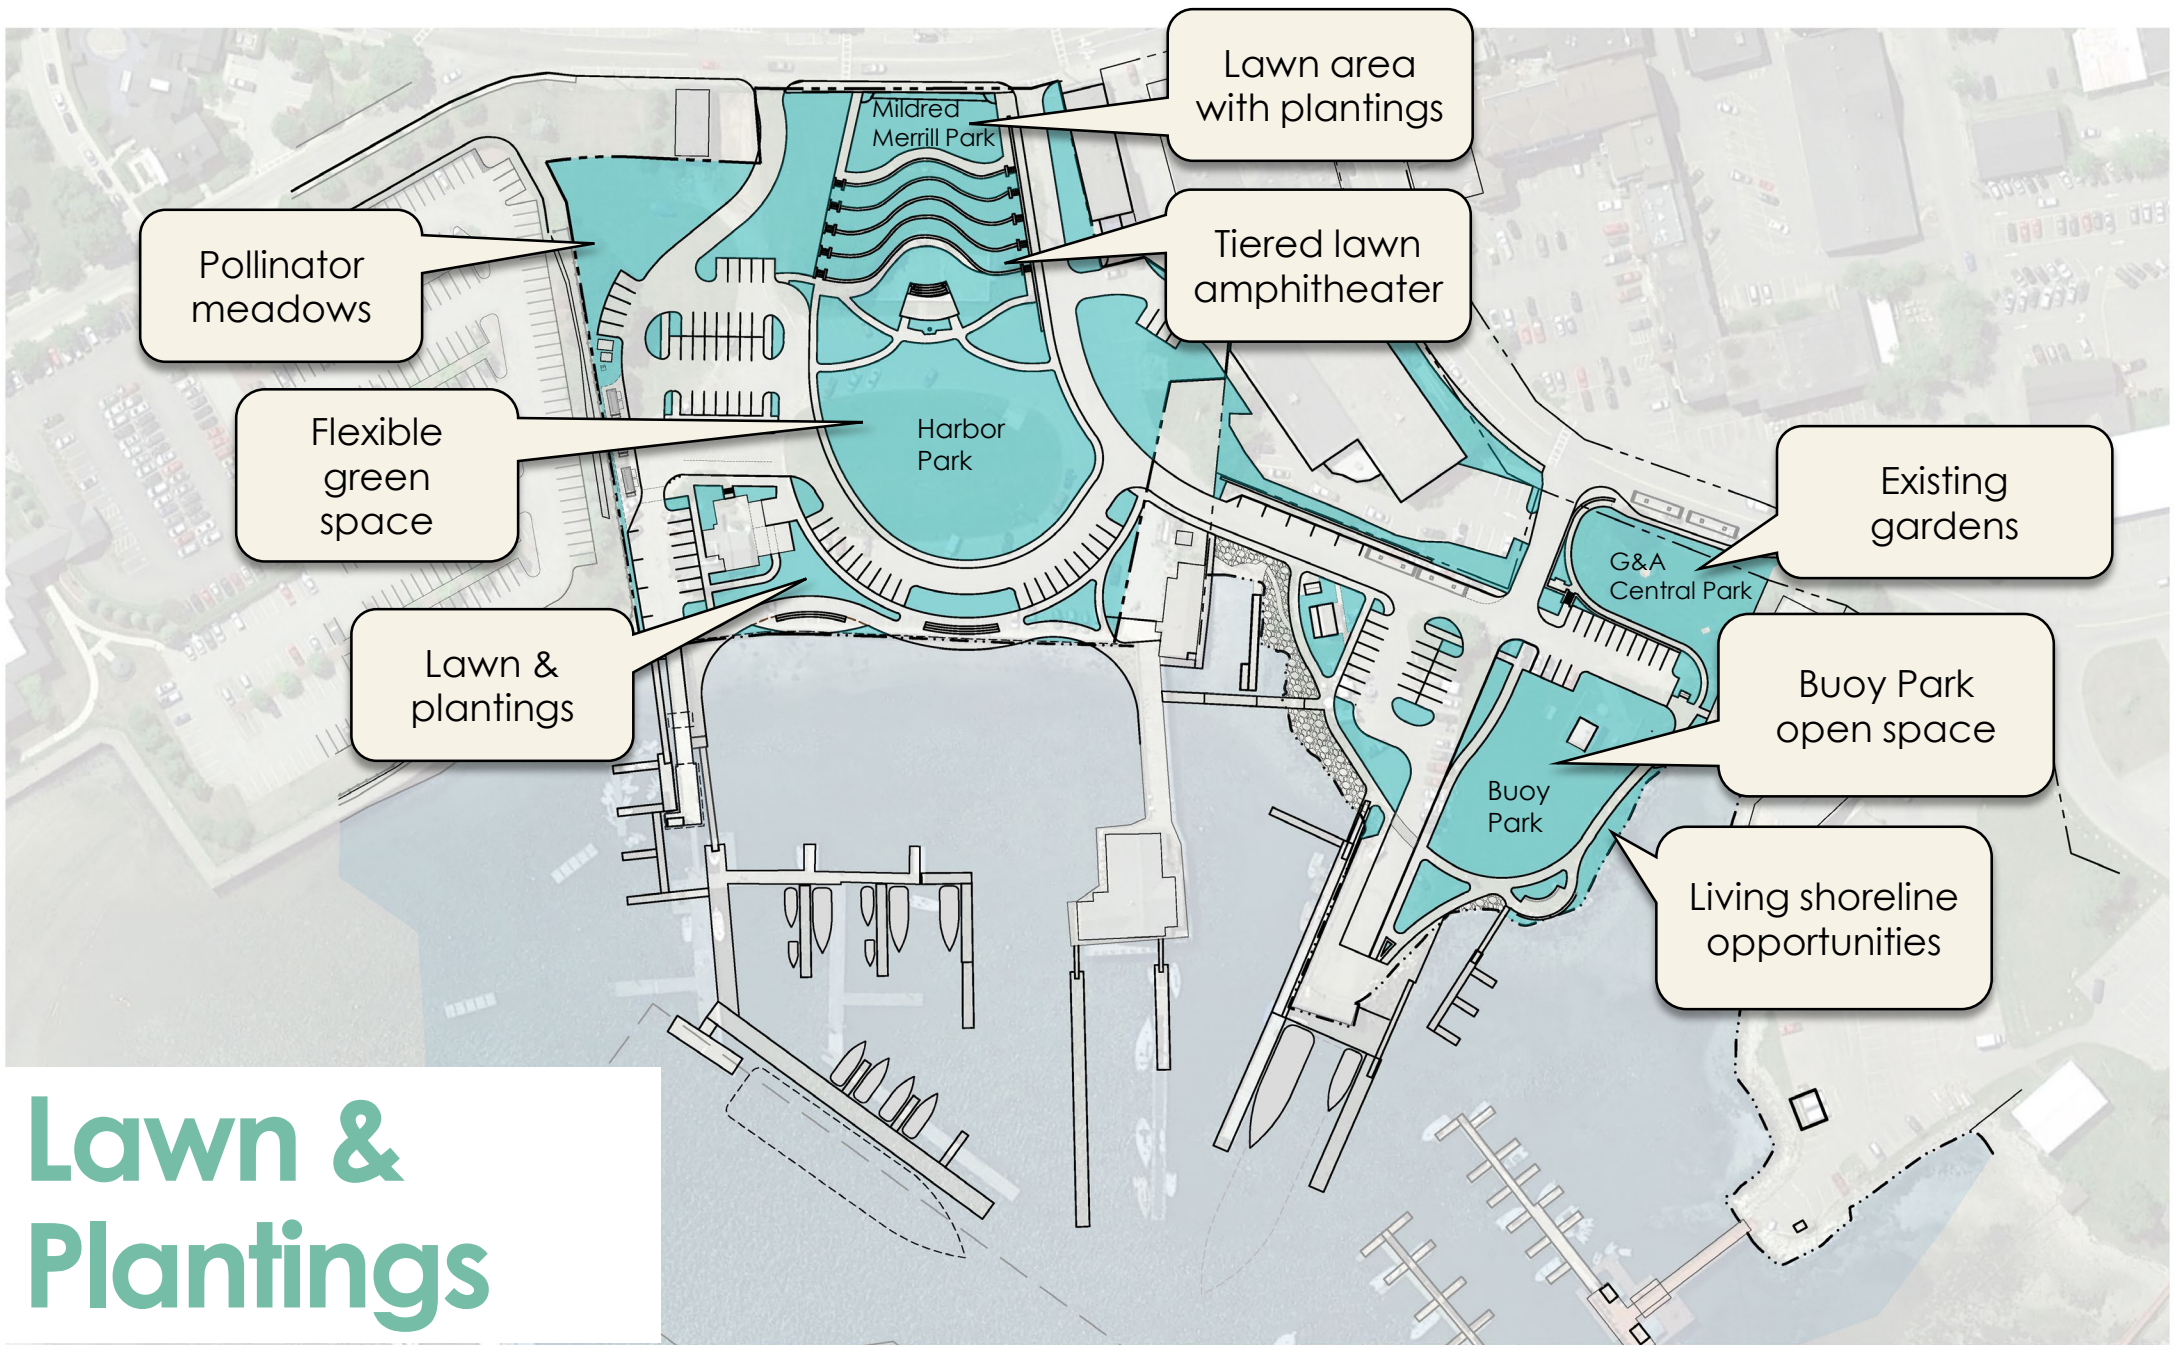 Lawn area
with plantings
Mildred
Merrill Park
Tiered lawn
amphitheater
Pollinator
meadows
Flexible
green
space
Harbor
Park
Existing
gardens
G&A
Central Park
Lawn &
plantings
Buoy Park
open space
Buoy
Park
Living shoreline
opportunities
Lawn &
Plantings